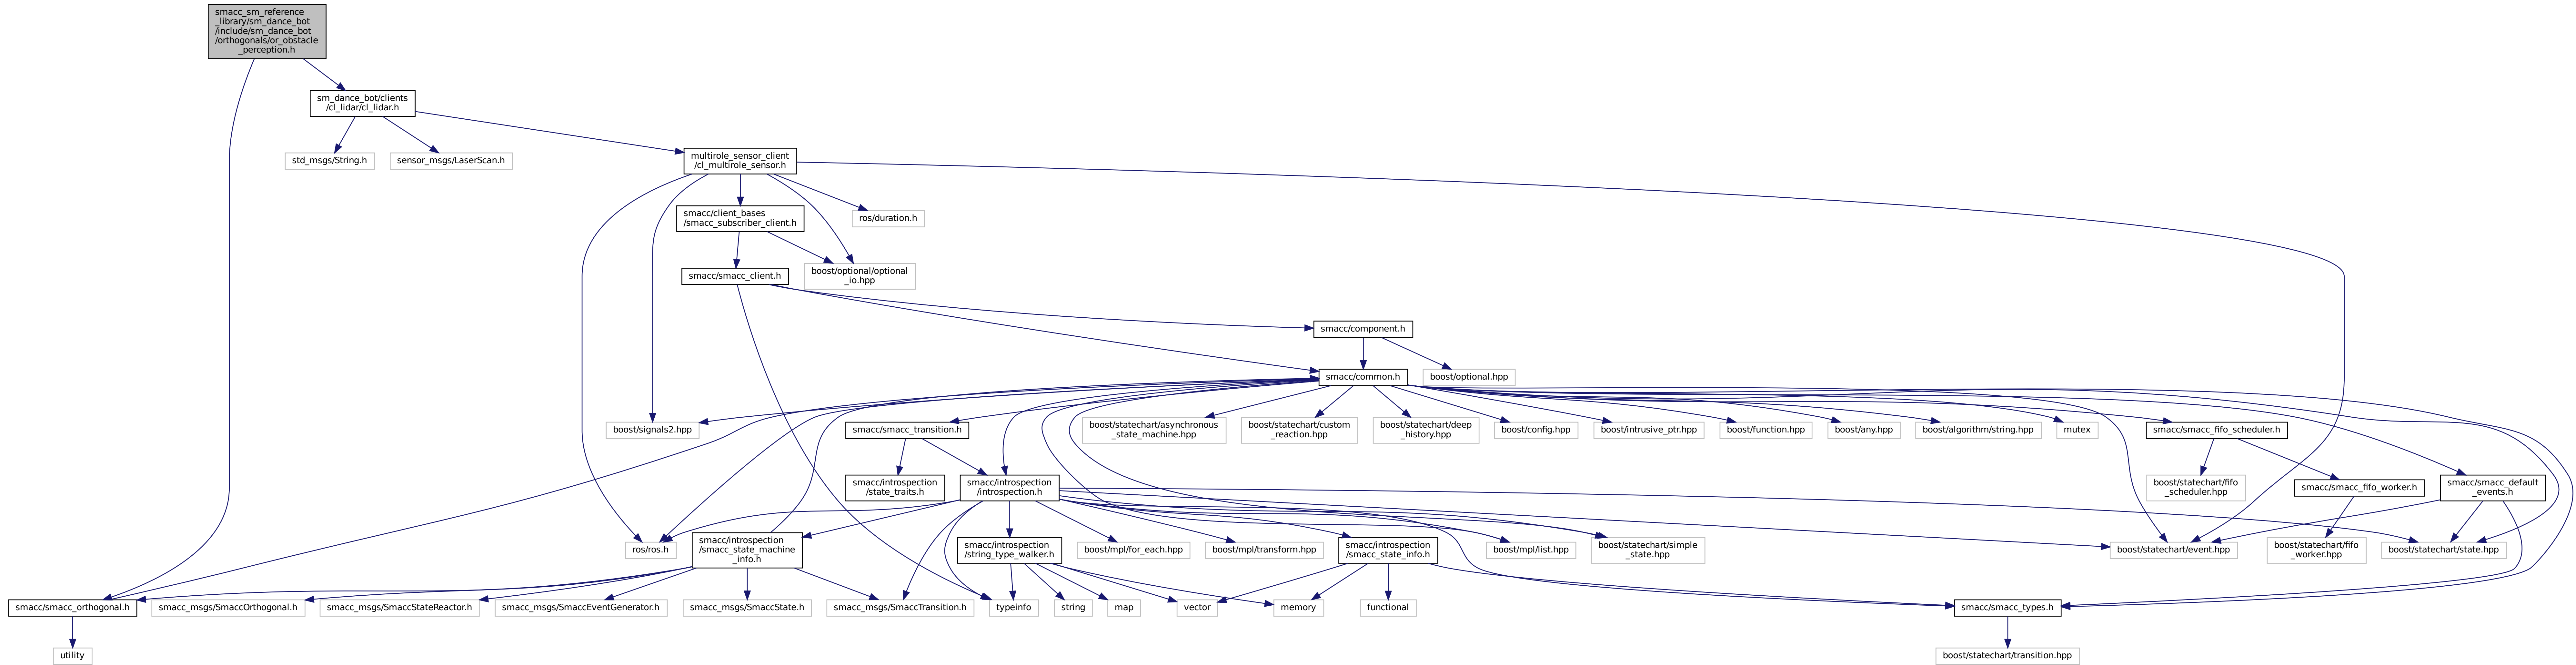 smacc_sm_reference
_library/sm_dance_bot
/include/sm_dance_bot
/orthogonals/or_obstacle
_perception.h
sm_dance_bot/clients
/cl_lidar/cl_lidar.h
std_msgs/String.h
sensor_msgs/LaserScan.h
multirole_sensor_client
/cl_multirole_sensor.h
smacc/client_bases
/smacc_subscriber_client.h
ros/duration.h
smacc/smacc_client.h
boost/optional/optional
_io.hpp
smacc/component.h
smacc/common.h
boost/optional.hpp
boost/signals2.hpp
smacc/smacc_transition.h
boost/statechart/asynchronous
_state_machine.hpp
boost/statechart/custom
_reaction.hpp
boost/statechart/deep
_history.hpp
boost/config.hpp
boost/intrusive_ptr.hpp
boost/function.hpp
boost/any.hpp
boost/algorithm/string.hpp
mutex
smacc/smacc_fifo_scheduler.h
smacc/introspection
/state_traits.h
smacc/introspection
/introspection.h
boost/statechart/fifo
_scheduler.hpp
smacc/smacc_fifo_worker.h
smacc/smacc_default
_events.h
ros/ros.h
smacc/introspection
/smacc_state_machine
_info.h
smacc/introspection
/string_type_walker.h
boost/mpl/for_each.hpp
boost/mpl/transform.hpp
smacc/introspection
/smacc_state_info.h
boost/mpl/list.hpp
boost/statechart/simple
_state.hpp
boost/statechart/event.hpp
boost/statechart/fifo
_worker.hpp
boost/statechart/state.hpp
smacc/smacc_orthogonal.h
smacc_msgs/SmaccOrthogonal.h
smacc_msgs/SmaccStateReactor.h
smacc_msgs/SmaccEventGenerator.h
smacc_msgs/SmaccState.h
smacc_msgs/SmaccTransition.h
typeinfo
string
map
vector
memory
functional
smacc/smacc_types.h
utility
boost/statechart/transition.hpp